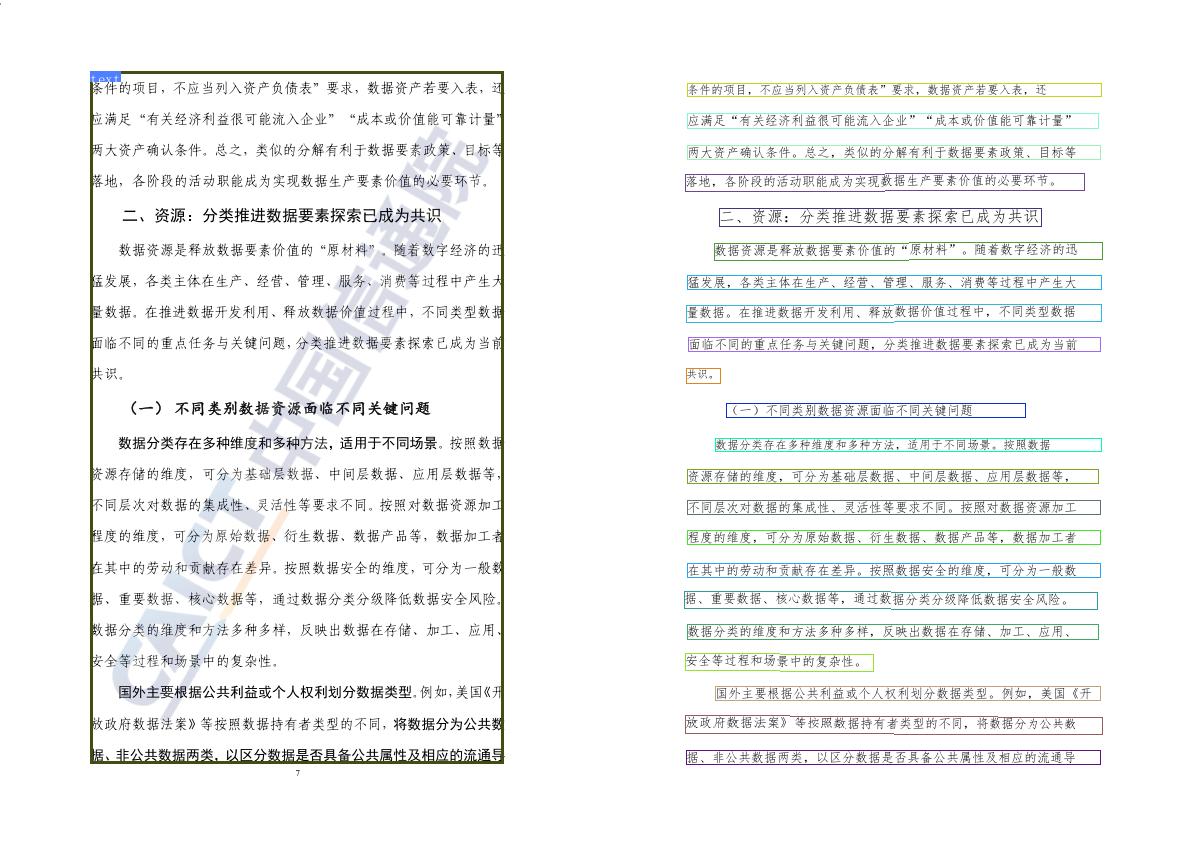 text
条件的项目，不应当列入资产负债表”要求，数据资产若要入表，还
应满足“有关经济利益很可能流入企业”“成本或价值能可靠计量”
两大资产确认条件。总之，类似的分解有利于数据要素政策、目标等
落地，各阶段的活动职能成为实现数据生产要素价值的必要环节。
二、资源：分类推进数据要素探索已成为共识
数据资源是释放数据要素价值的“原材料”。随着数字经济的迅
猛发展，各类主体在生产、经营、管理、服务、消费等过程中产生大
量数据。在推进数据开发利用、释放数据价值过程中，不同类型数据
面临不同的重点任务与关键问题，分类推进数据要素探索已成为当前
共识。
（一） 不同类别数据资源面临不同关键问题
数据分类存在多种维度和多种方法，适用于不同场景。按照数据
资源存储的维度，可分为基础层数据、中间层数据、应用层数据等，
不同层次对数据的集成性、灵活性等要求不同。按照对数据资源加工
程度的维度，可分为原始数据、衍生数据、数据产品等，数据加工者
在其中的劳动和贡献存在差异。按照数据安全的维度，可分为一般数
据、重要数据、核心数据等，通过数据分类分级降低数据安全风险。
数据分类的维度和方法多种多样，反映出数据在存储、加工、应用、
安全等过程和场景中的复杂性。
国外主要根据公共利益或个人权利划分数据类型。例如，美国《开
放政府数据法案》等按照数据持有者类型的不同，将数据分为公共数
据、非公共数据两类，以区分数据是否具备公共属性及相应的流通导
7
CAICT 中国信通院
条件的项目，不应当列入资产负债表”要求，数据资产若要入表，还
应满足“有关经济利益很可能流入企业”“成本或价值能可靠计量”
两大资产确认条件。总之，类似的分解有利于数据要素政策、目标等
落地，各阶段的活动职能成为实现数据生产要素价值的必要环节。
二、资源：分类推进数据要素探索已成为共识
数据资源是释放数据要素价值的“原材料”。随着数字经济的迅
猛发展，各类主体在生产、经营、管理、服务、消费等过程中产生大
量数据。在推进数据开发利用、释放数据价值过程中，不同类型数据
面临不同的重点任务与关键问题，分类推进数据要素探索已成为当前
共识。
（一）不同类别数据资源面临不同关键问题
数据分类存在多种维度和多种方法，适用于不同场景。按照数据
资源存储的维度，可分为基础层数据、中间层数据、应用层数据等，
不同层次对数据的集成性、灵活性等要求不同。按照对数据资源加工
程度的维度，可分为原始数据、衍生数据、数据产品等，数据加工者
在其中的劳动和贡献存在差异。按照数据安全的维度，可分为一般数
据、重要数据、核心数据等，通过数据分类分级降低数据安全风险。
数据分类的维度和方法多种多样，反映出数据在存储、加工、应用、
安全等过程和场景中的复杂性。
国外主要根据公共利益或个人权利划分数据类型。例如，美国《开
放政府数据法案》等按照数据持有者类型的不同，将数据分为公共数
据、非公共数据两类，以区分数据是否具备公共属性及相应的流通导